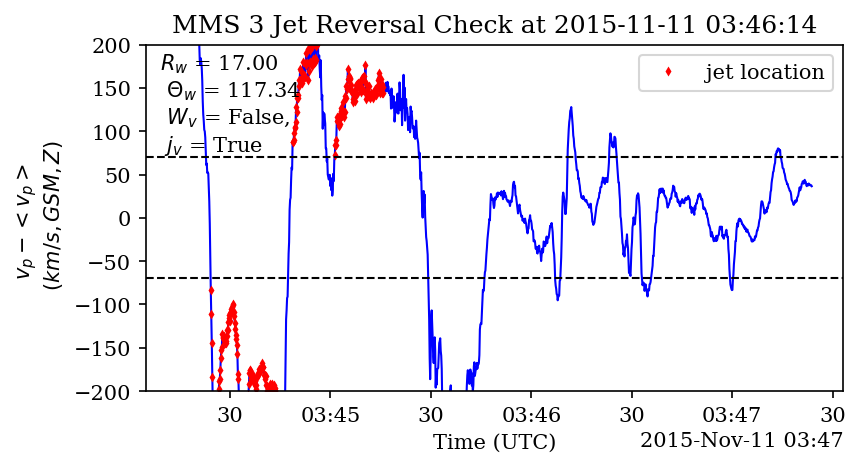 MMS 3 Jet Reversal Check at 2015-11-11 03:46:14
R_w = 17.00
Θ_w = 117.34
W_v = False,
j_v = True
jet location
v_p − < v_p >
(km/s, GSM, Z)
200
150
100
50
0
−50
−100
−150
−200
30
03:45
30
03:46
30
03:47
30
Time (UTC)
2015-Nov-11 03:47